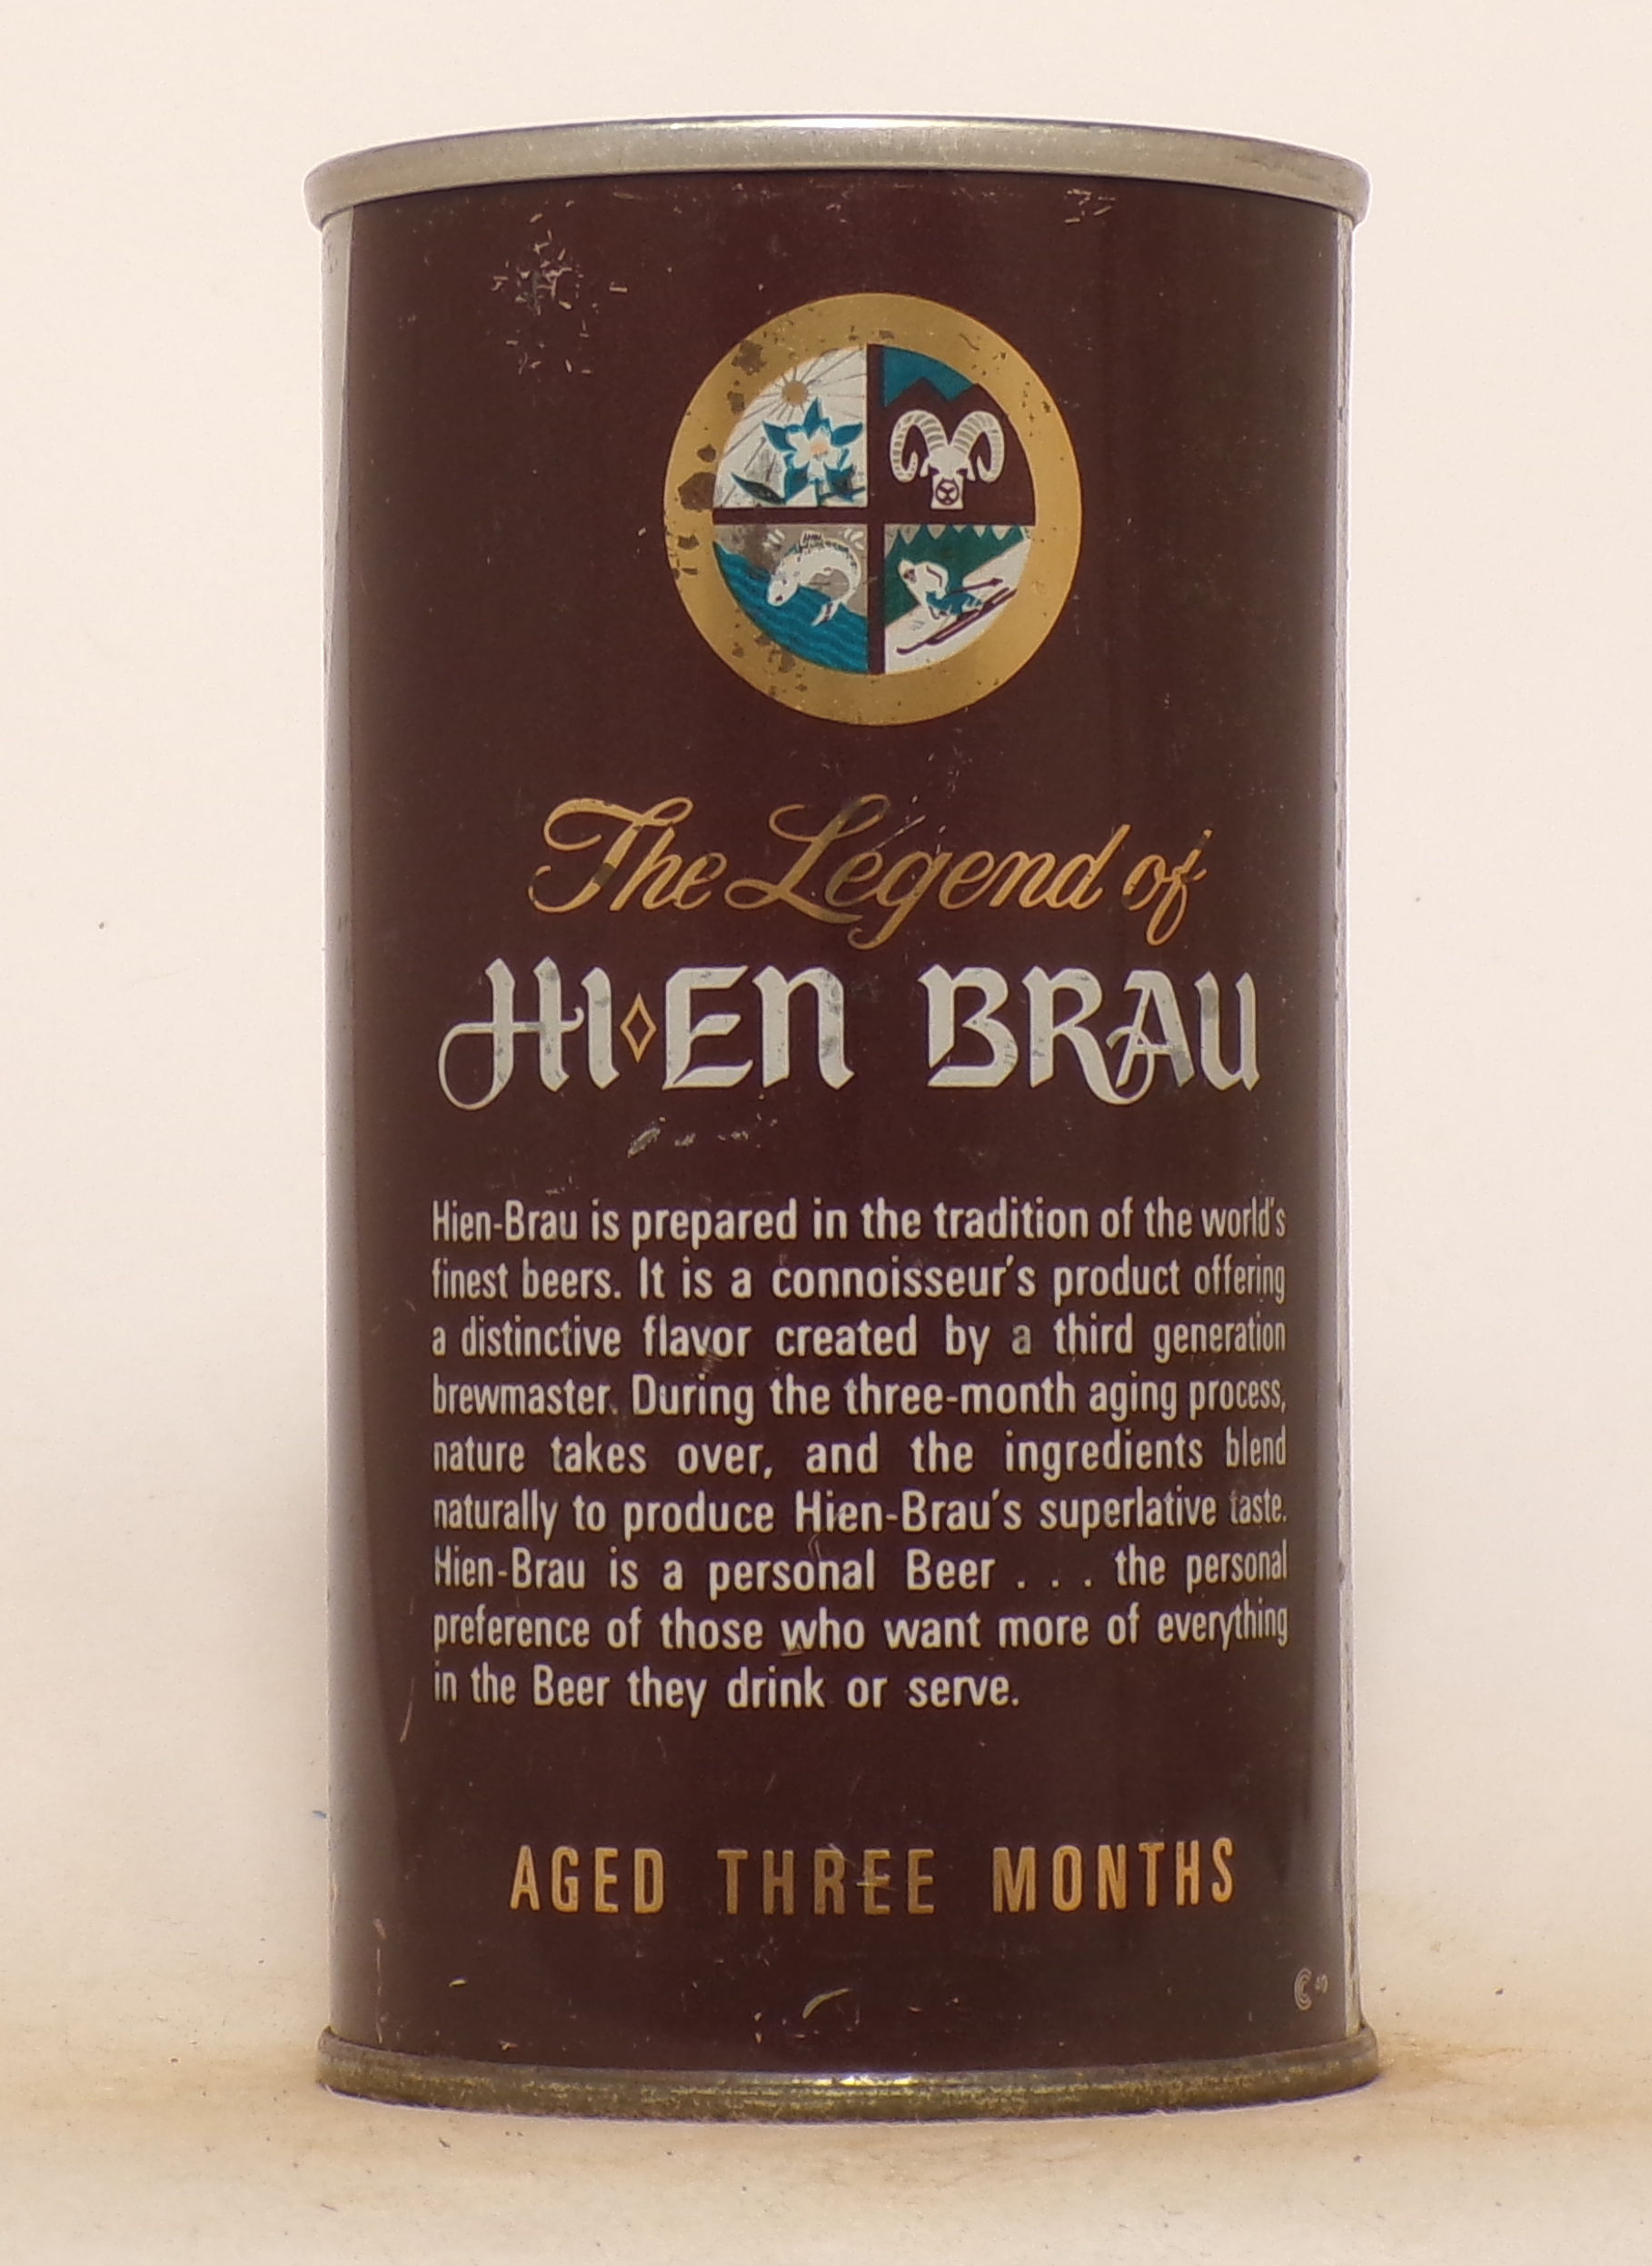 The Legend of
HI◊EN BRAU
Hien-Brau is prepared in the tradition of the world's
finest beers. It is a connoisseur's product offering
a distinctive flavor created by a third generation
brewmaster. During the three-month aging process,
nature takes over, and the ingredients blend
naturally to produce Hien-Brau's superlative taste.
Hien-Brau is a personal Beer . . . the personal
preference of those who want more of everything
in the Beer they drink or serve.
AGED THREE MONTHS